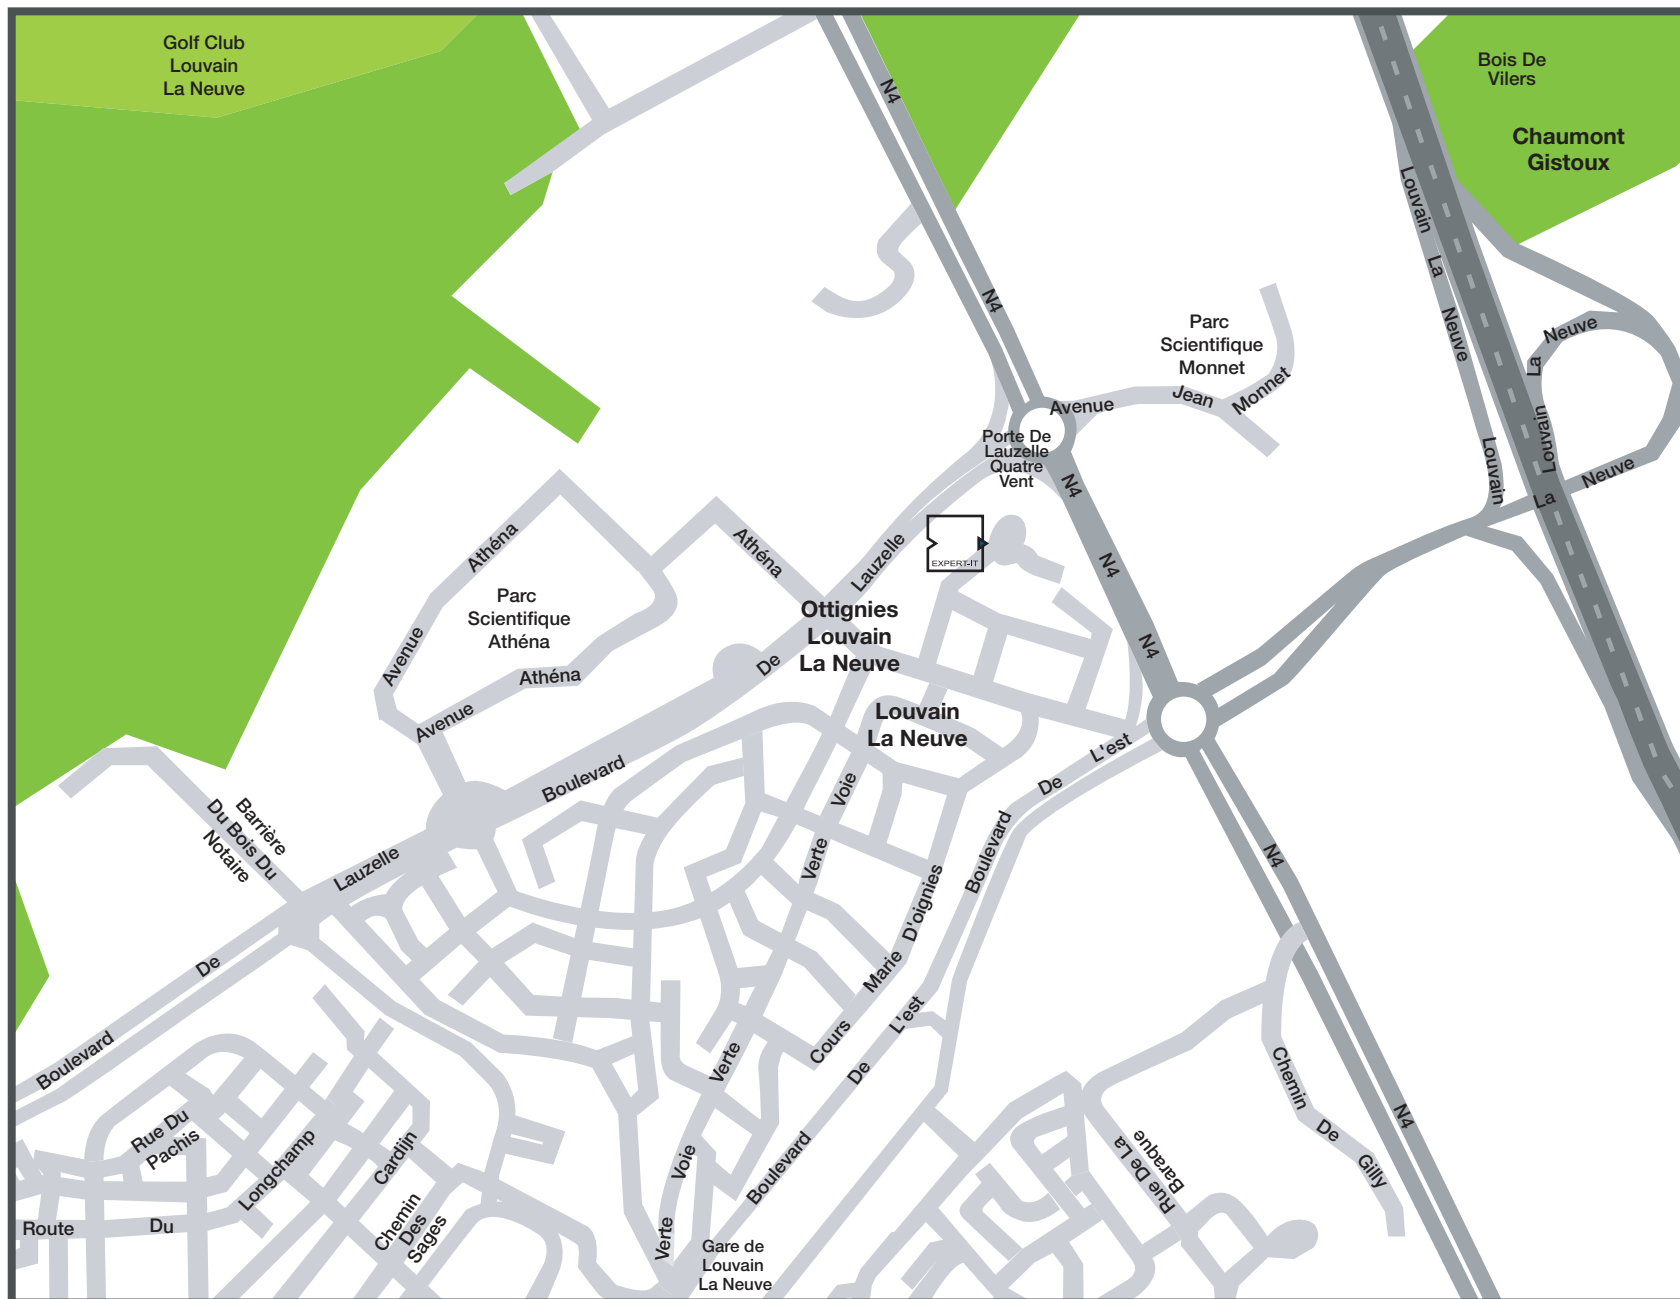 Golf Club
Louvain
La Neuve
N4
Bois De
Vilers
Chaumont
Gistoux
Louvain
La
Neuve
Louvain
N4
Parc
Scientifique
Monnet
Avenue
Jean
Monnet
Neuve
La
Louvain
La
Neuve
Porte De
Lauzelle
Quatre
Vent
N4
Athéna
Athéna
Lauzelle
EXPERT-IT
N4
Parc
Scientifique
Athéna
Avenue
Athéna
Avenue
Ottignies
Louvain
La Neuve
De
N4
Louvain
La Neuve
Boulevard
Voie
Verte
L'est
De
Boulevard
Barrière
Du Bois Du
Notaire
Lauzelle
N4
D'oignies
Marie
Cours
De
Boulevard
L'est
De
Boulevard
Verte
Voie
Verte
Rue Du
Pachis
Longchamp
Cardijn
Chemin
Des
Sages
Route
Du
Gare de
Louvain
La Neuve
Rue De La
Baraque
Chemin
De
Gilly
N4